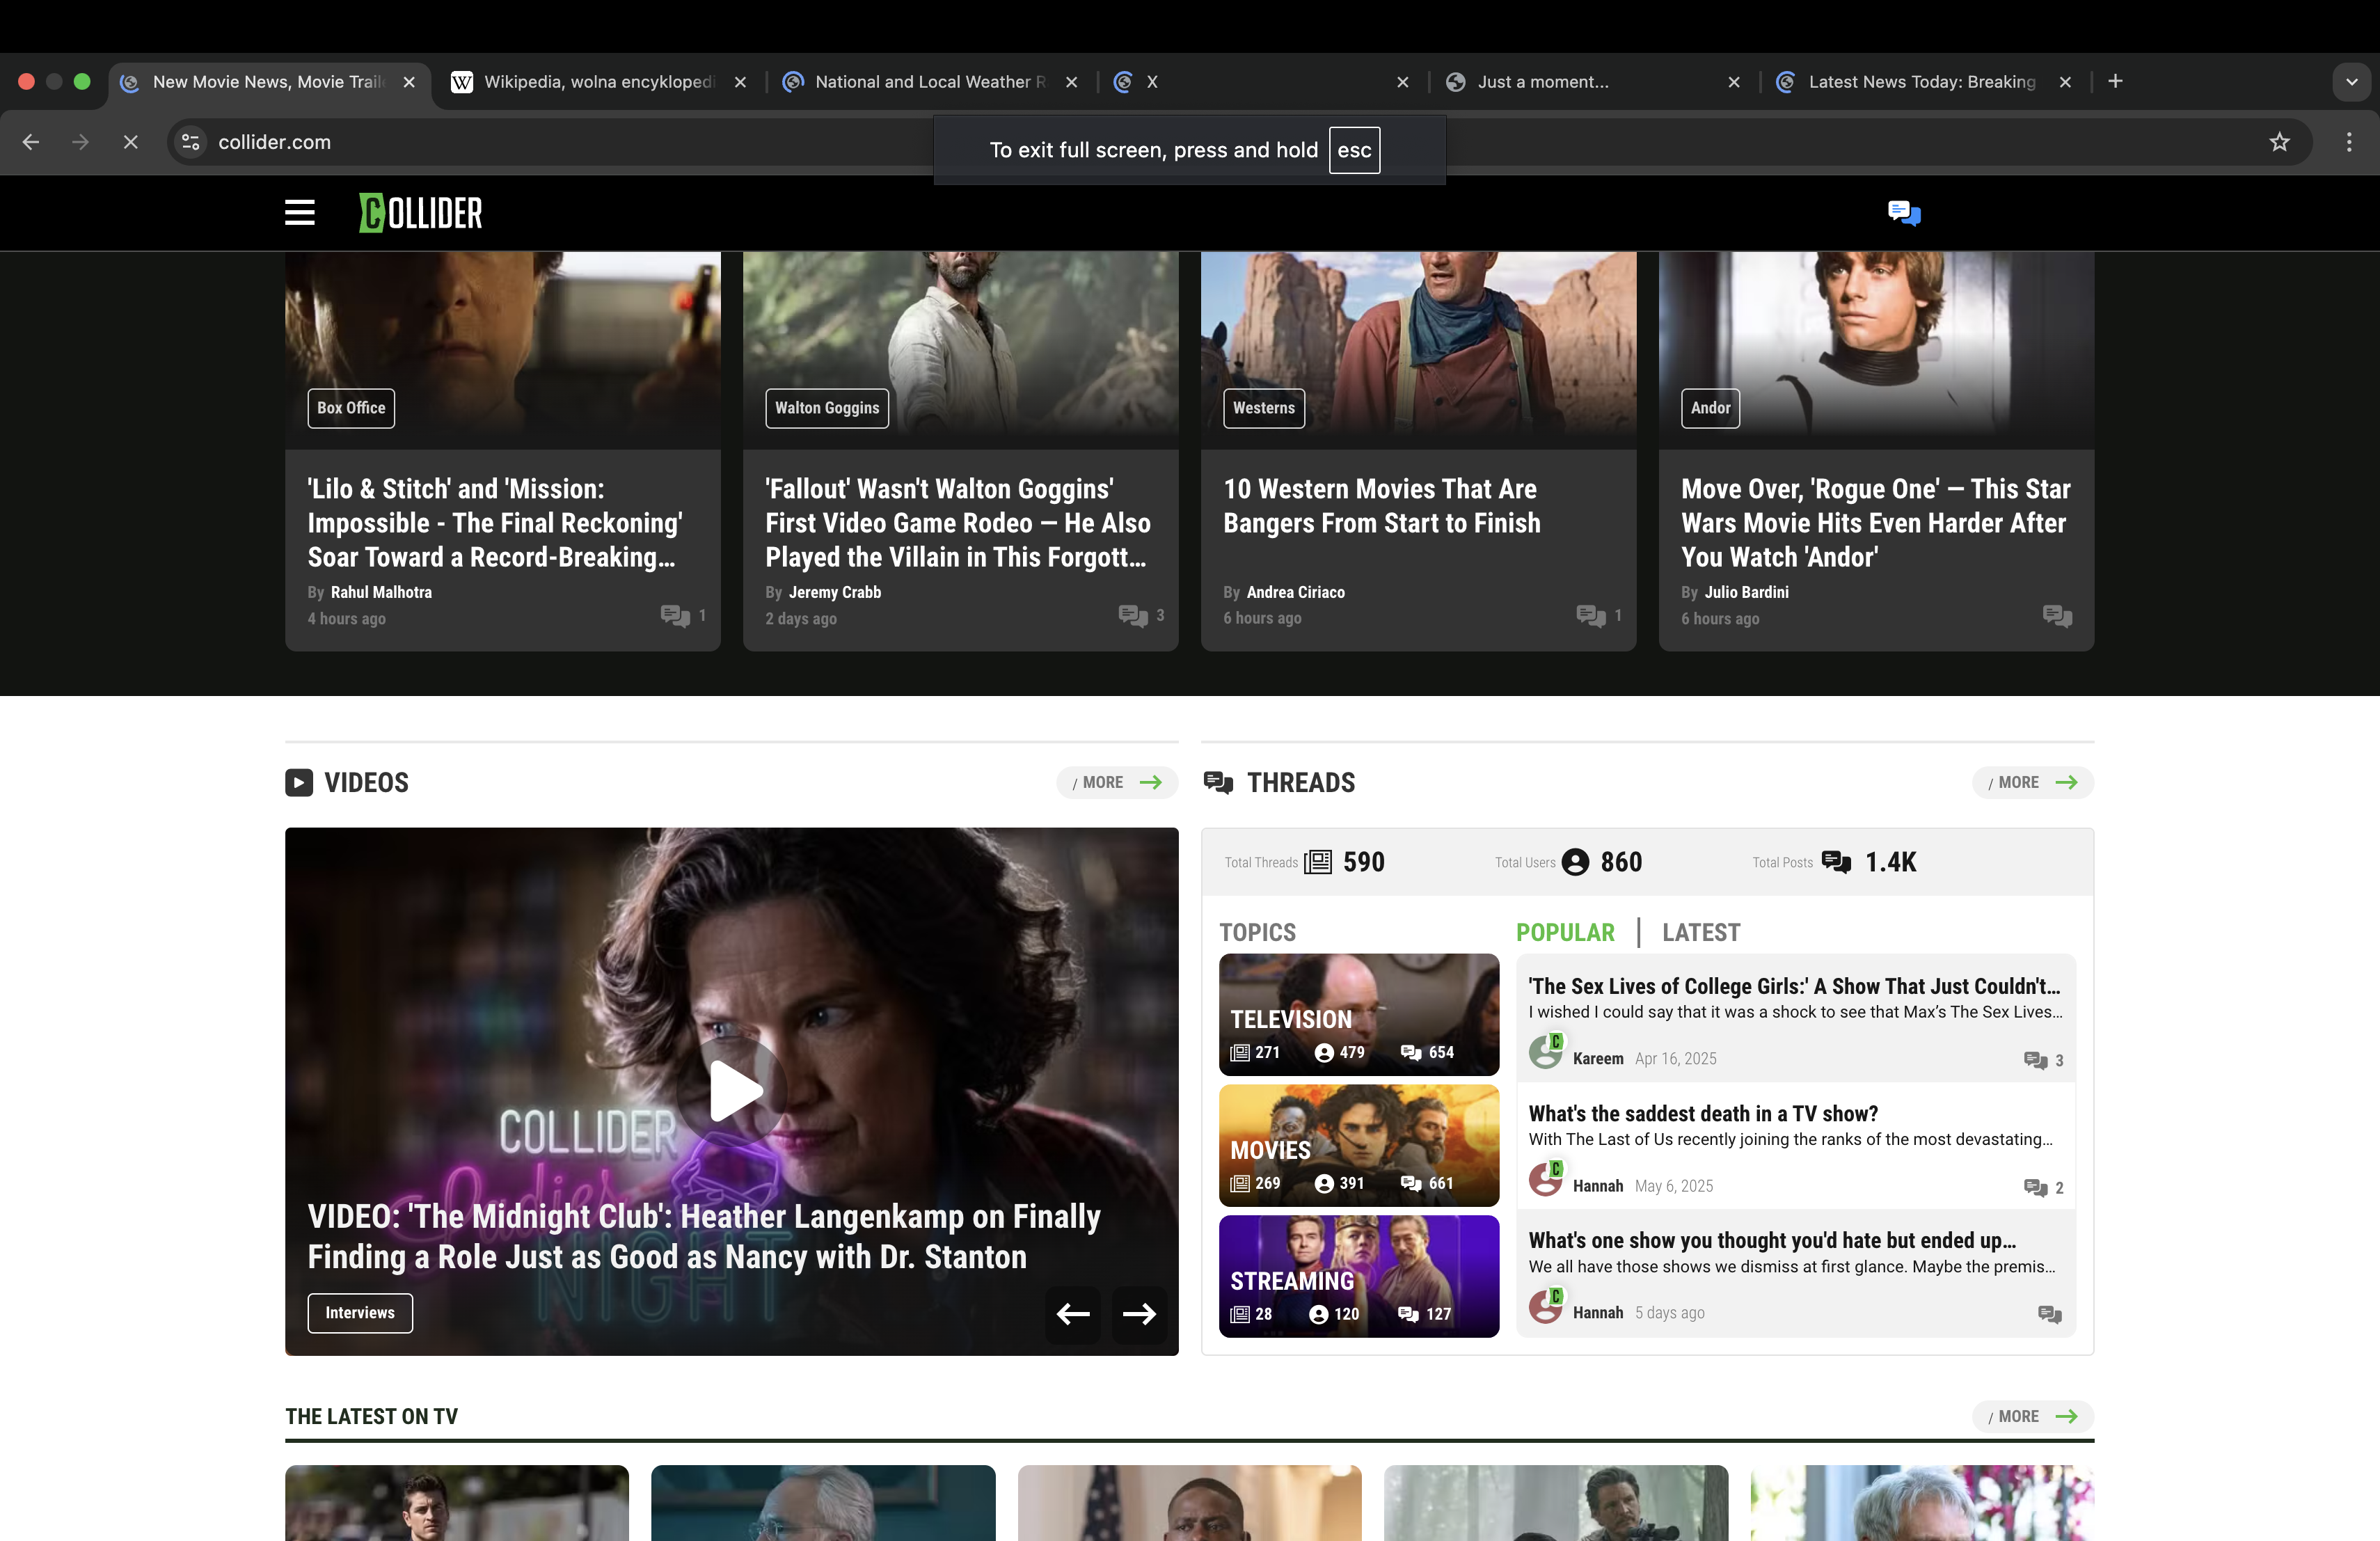 New Movie News, Movie Traile
Wikipedia, wolna encyklopedi
National and Local Weather R
X
Just a moment...
Latest News Today: Breaking
collider.com
To exit full screen, press and hold esc
COLLIDER
Box Office
Walton Goggins
Westerns
Andor
'Lilo & Stitch' and 'Mission:
Impossible - The Final Reckoning'
Soar Toward a Record-Breaking...
By Rahul Malhotra
4 hours ago
1
'Fallout' Wasn't Walton Goggins'
First Video Game Rodeo — He Also
Played the Villain in This Forgott...
By Jeremy Crabb
2 days ago
3
10 Western Movies That Are
Bangers From Start to Finish
By Andrea Ciriaco
6 hours ago
1
Move Over, 'Rogue One' — This Star
Wars Movie Hits Even Harder After
You Watch 'Andor'
By Julio Bardini
6 hours ago
VIDEOS
/ MORE
COLLIDER
Ladies
NIGHT
VIDEO: 'The Midnight Club': Heather Langenkamp on Finally
Finding a Role Just as Good as Nancy with Dr. Stanton
Interviews
THREADS
/ MORE
Total Threads 590
Total Users 860
Total Posts 1.4K
TOPICS
TELEVISION
271 479 654
MOVIES
269 391 661
STREAMING
28 120 127
POPULAR | LATEST
'The Sex Lives of College Girls:' A Show That Just Couldn't...
I wished I could say that it was a shock to see that Max's The Sex Lives...
C
Kareem Apr 16, 2025
3
What's the saddest death in a TV show?
With The Last of Us recently joining the ranks of the most devastating...
C
Hannah May 6, 2025
2
What's one show you thought you'd hate but ended up...
We all have those shows we dismiss at first glance. Maybe the premis...
C
Hannah 5 days ago
THE LATEST ON TV
/ MORE